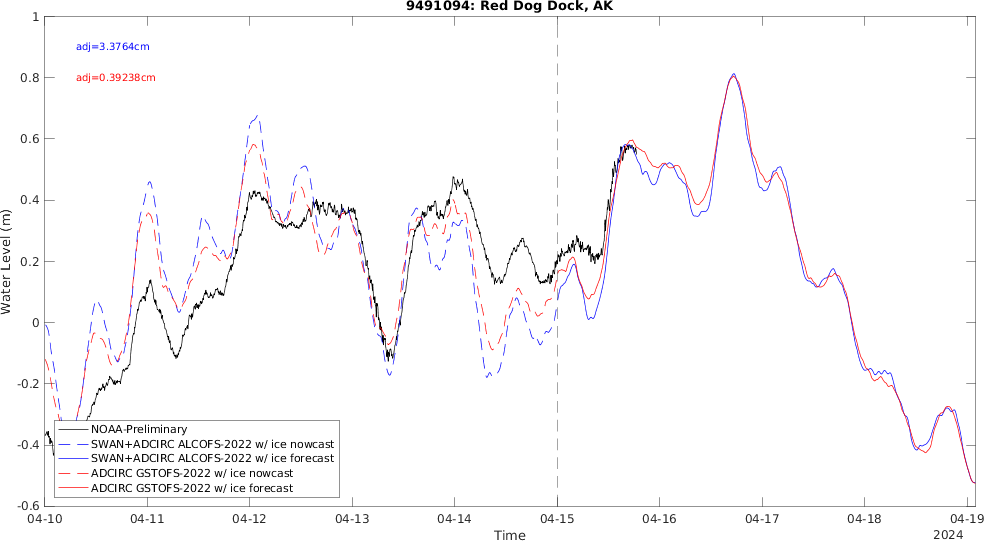 9491094: Red Dog Dock, AK
adj=3.3764cm
adj=0.39238cm
Water Level (m)
1
0.8
0.6
0.4
0.2
0
-0.2
-0.4
-0.6
NOAA-Preliminary
SWAN+ADCIRC ALCOFS-2022 w/ ice nowcast
SWAN+ADCIRC ALCOFS-2022 w/ ice forecast
ADCIRC GSTOFS-2022 w/ ice nowcast
ADCIRC GSTOFS-2022 w/ ice forecast
04-10 04-11 04-12 04-13 04-14 04-15 04-16 04-17 04-18 04-19
Time
2024